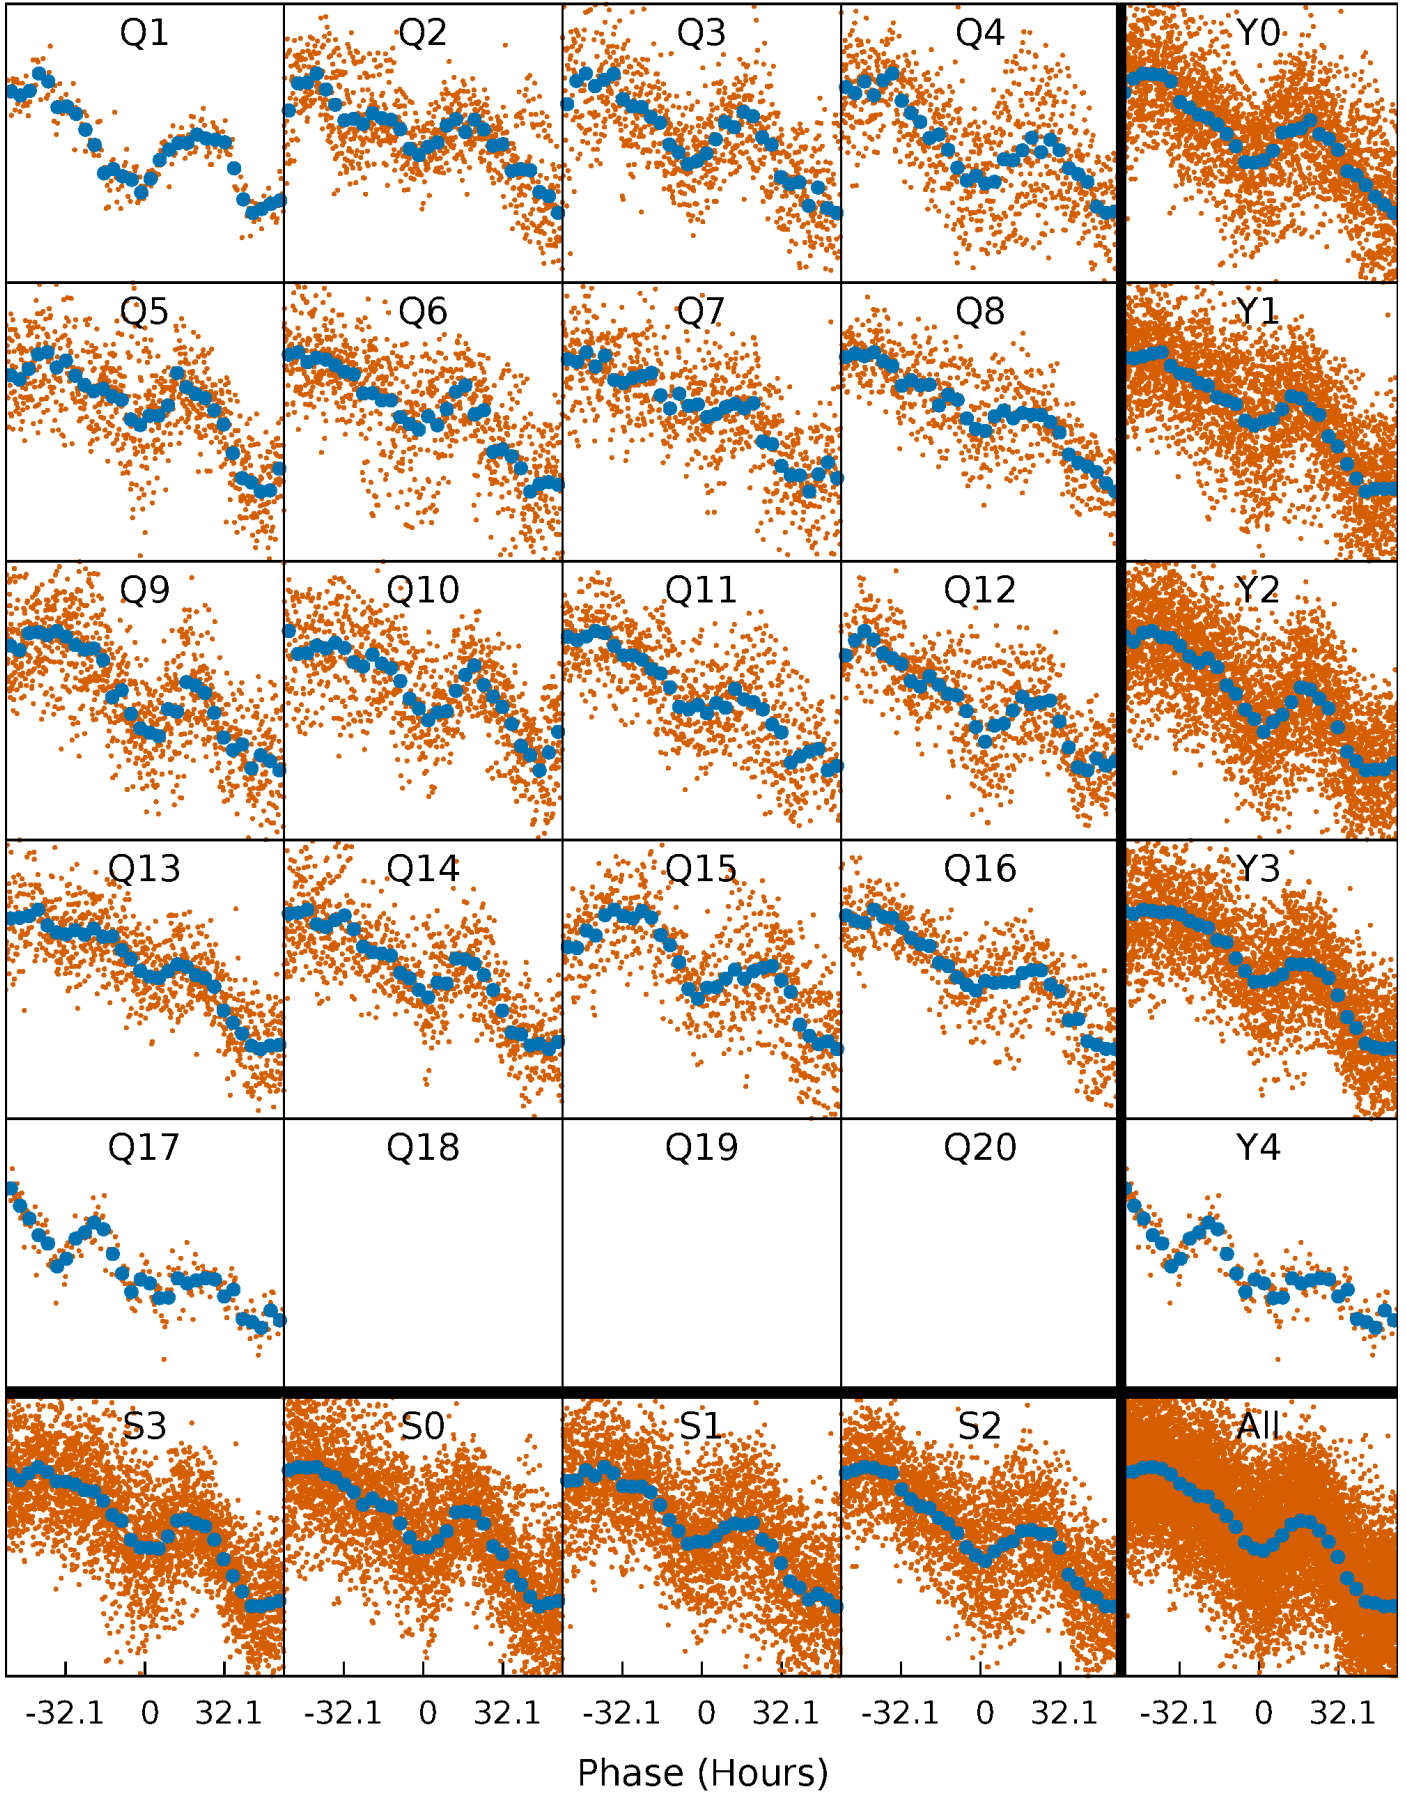 Q1 Q2 Q3 Q4 Y0
Q5 Q6 Q7 Q8 Y1
Q9 Q10 Q11 Q12 Y2
Q13 Q14 Q15 Q16 Y3
Q17 Q18 Q19 Q20 Y4
S3 S0 S1 S2 All
-32.1 0 32.1 -32.1 0 32.1 -32.1 0 32.1 -32.1 0 32.1 -32.1 0 32.1
Phase (Hours)